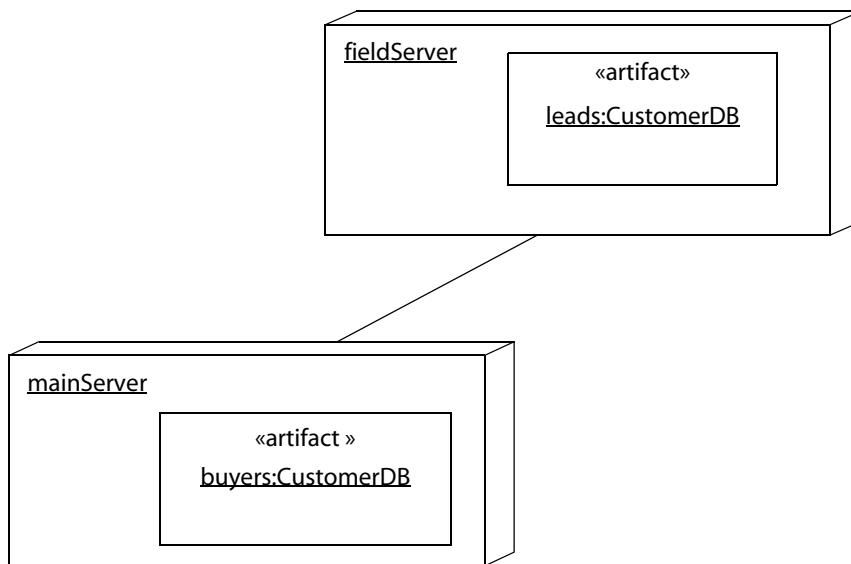 fieldServer
«artifact»
leads:CustomerDB
mainServer
«artifact »
buyers:CustomerDB